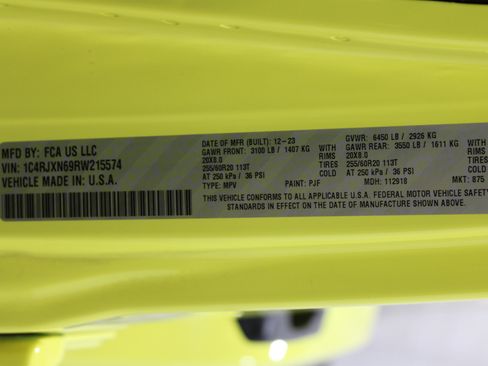 MFD BY: FCA US LLC
VIN: 1C4RJXN69RW215574
VEHICLE MADE IN: U.S.A.
DATE OF MFR (BUILT): 12-23
GAWR FRONT: 3100 LB / 1407 KG WITH
20X8.0 RIMS
255/60R20 113T TIRES
AT 250 kPa / 36 PSI COLD
GVWR: 6450 LB / 2926 KG
GAWR REAR: 3550 LB / 1611 KG WITH
20X8.0 RIMS
255/60R20 113T TIRES
AT 250 kPa / 36 PSI COLD
TYPE: MPV PAINT: PJF MDH: 112918 MKT: 875
THIS VEHICLE CONFORMS TO ALL APPLICABLE U.S.A. FEDERAL MOTOR VEHICLE SAFETY
STANDARDS IN EFFECT ON THE DATE OF MANUFACTURE SHOWN ABOVE.